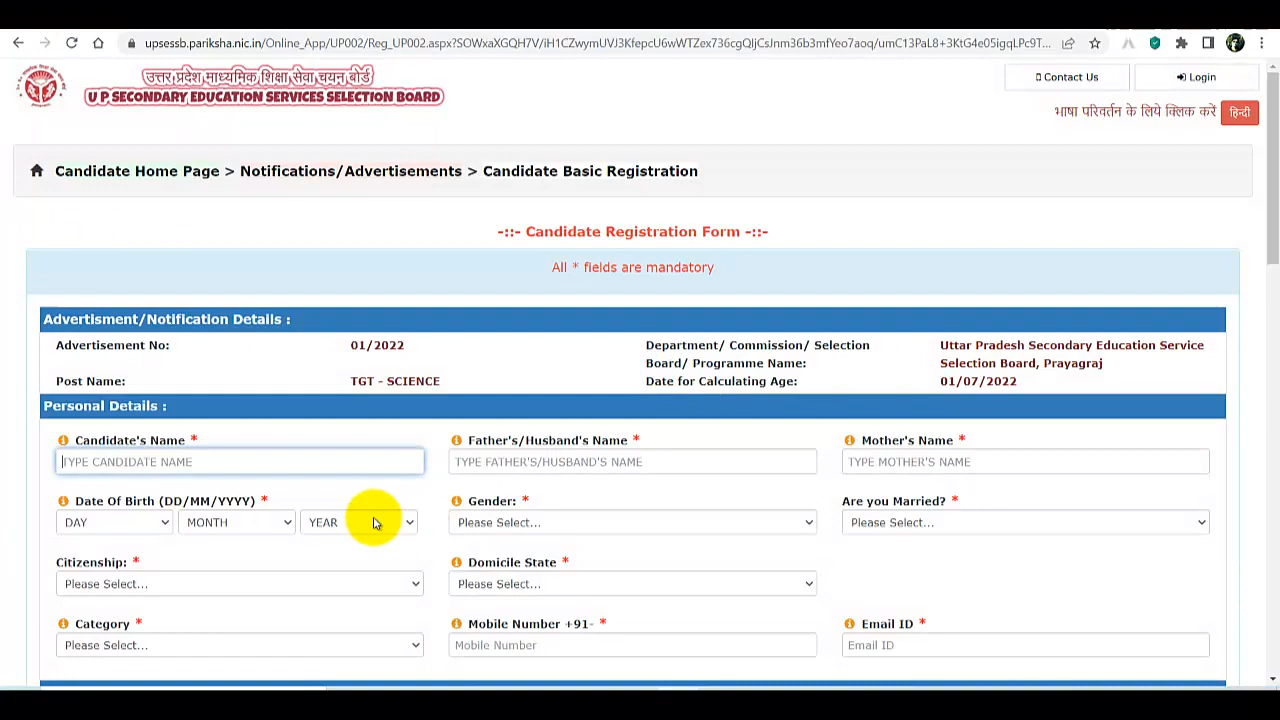 upsessb.pariksha.nic.in/Online_App/UP002/Reg_UP002.aspx?SOWxaXGQH7V/iH1CZwymUVJ3KfepcU6wWTZex736cgQljCsJnm36b3mfYeo7aoq/umC13PaL8+3KtG4e05igqLPc9T...
उत्तर प्रदेश माध्यमिक शिक्षा सेवा चयन बोर्ड
U P SECONDARY EDUCATION SERVICES SELECTION BOARD
Contact Us
Login
भाषा परिवर्तन के लिये क्लिक करें हिन्दी
Candidate Home Page > Notifications/Advertisements > Candidate Basic Registration
-::- Candidate Registration Form -::-
All * fields are mandatory
Advertisment/Notification Details :
Advertisement No: 01/2022
Department/ Commission/ Selection
Board/ Programme Name:
Uttar Pradesh Secondary Education Service
Selection Board, Prayagraj
Post Name: TGT - SCIENCE
Date for Calculating Age: 01/07/2022
Personal Details :
Candidate's Name * Father's/Husband's Name * Mother's Name *
TYPE CANDIDATE NAME TYPE FATHER'S/HUSBAND'S NAME TYPE MOTHER'S NAME
Date Of Birth (DD/MM/YYYY) * Gender: * Are you Married? *
DAY MONTH YEAR Please Select... Please Select...
Citizenship: * Domicile State *
Please Select... Please Select...
Category * Mobile Number +91- * Email ID *
Please Select... Mobile Number Email ID